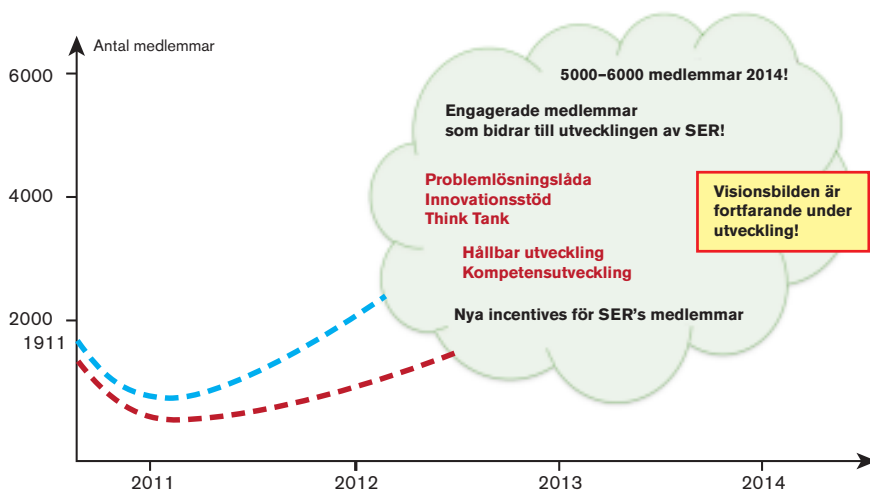 Antal medlemmar
6000
4000
2000
1911
5000–6000 medlemmar 2014!
Engagerade medlemmar
som bidrar till utvecklingen av SER!
Problemlösningslåda
Innovationsstöd
Think Tank
Hållbar utveckling
Kompetensutveckling
Nya incentives för SER’s medlemmar
Visionsbilden är
fortfarande under
utveckling!
2011
2012
2013
2014